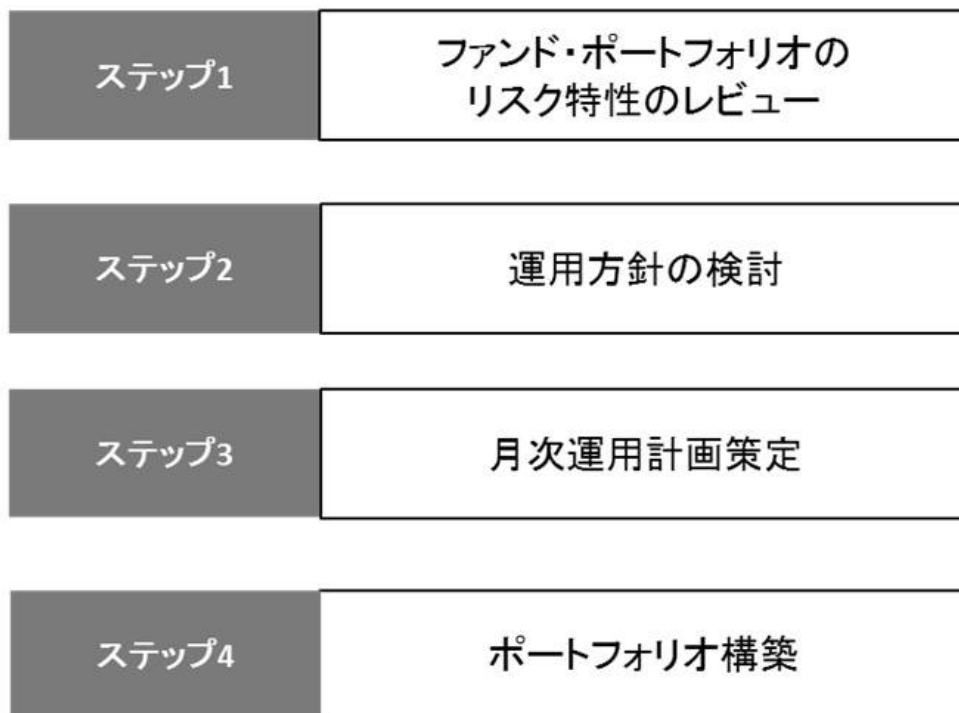 ステップ1
ファンド・ポートフォリオの
リスク特性のレビュー
ステップ2
運用方針の検討
ステップ3
月次運用計画策定
ステップ4
ポートフォリオ構築